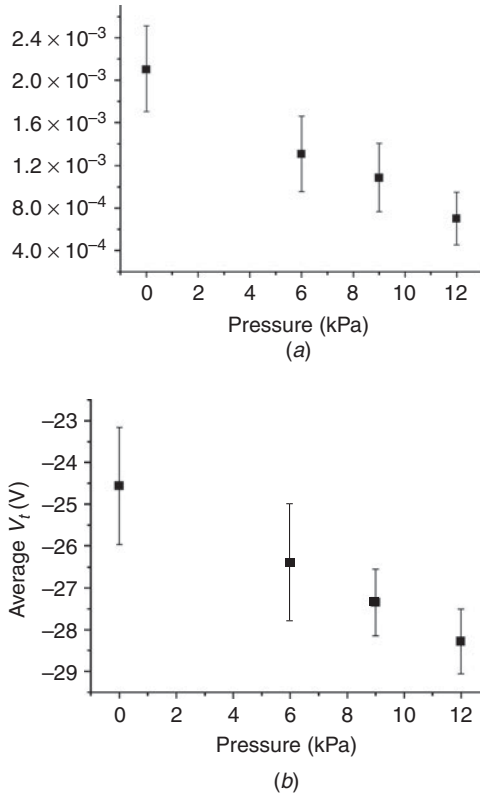 2.4 × 10⁻³
2.0 × 10⁻³
1.6 × 10⁻³
1.2 × 10⁻³
8.0 × 10⁻⁴
4.0 × 10⁻⁴
0 2 4 6 8 10 12
Pressure (kPa)
(a)
−23
−24
−25
−26
−27
−28
−29
Average Vₜ (V)
0 2 4 6 8 10 12
Pressure (kPa)
(b)